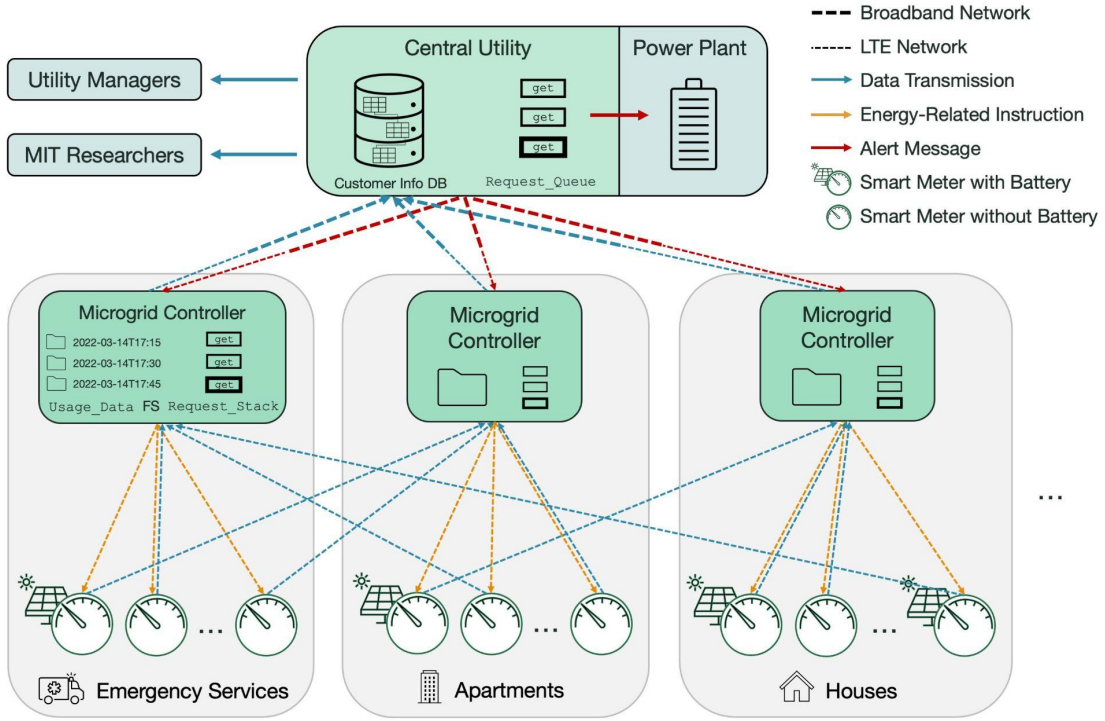 Central Utility
Power Plant
Utility Managers
MIT Researchers
get
get
get
Customer Info DB
Request_Queue
Broadband Network
LTE Network
Data Transmission
Energy-Related Instruction
Alert Message
Smart Meter with Battery
Smart Meter without Battery
Microgrid Controller
2022-03-14T17:15
get
2022-03-14T17:30
get
2022-03-14T17:45
get
Usage_Data FS Request_Stack
Microgrid
Controller
Microgrid
Controller
...
...
...
...
Emergency Services
Apartments
Houses